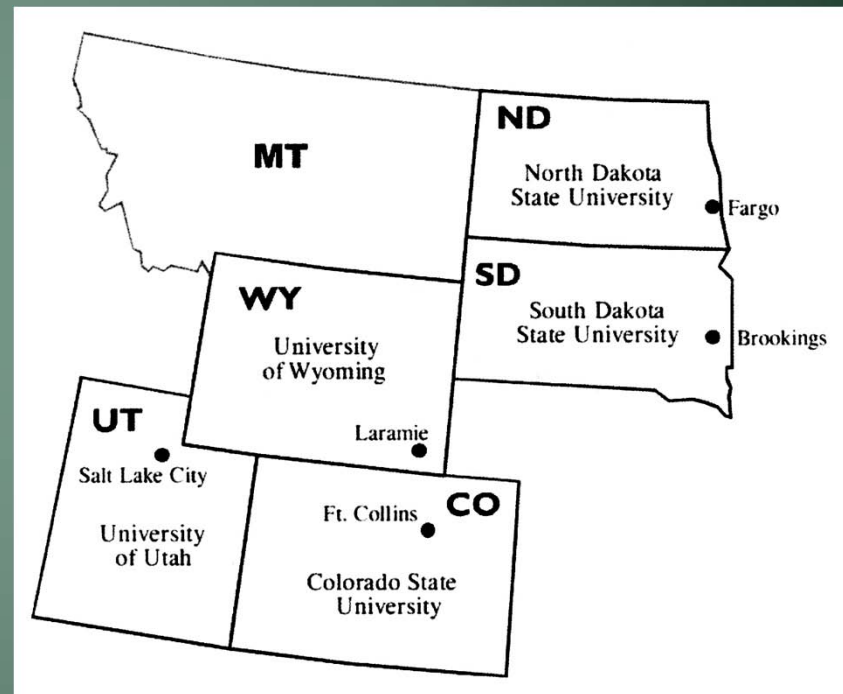 MT
ND
North Dakota
State University
Fargo
SD
South Dakota
State University
Brookings
WY
University
of Wyoming
Laramie
UT
Salt Lake City
University
of Utah
CO
Ft. Collins
Colorado State
University